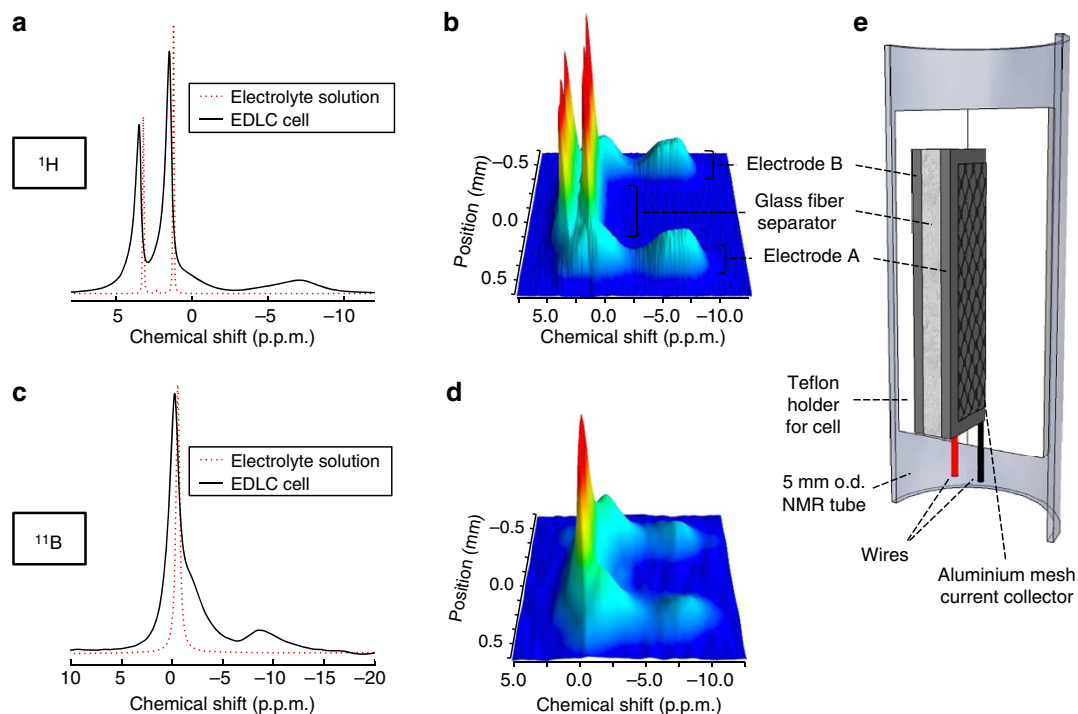 a
Electrolyte solution
EDLC cell
¹H
5
0
–5
–10
Chemical shift (p.p.m.)
b
–0.5
0.0
0.5
Position (mm)
5.0
0.0
–5.0
–10.0
Chemical shift (p.p.m.)
Electrode B
Glass fiber
separator
Electrode A
c
Electrolyte solution
EDLC cell
¹¹B
10
5
0
–5
–10
–15
–20
Chemical shift (p.p.m.)
d
–0.5
0.0
0.5
Position (mm)
5.0
0.0
–5.0
–10.0
Chemical shift (p.p.m.)
e
Teflon
holder
for cell
5 mm o.d.
NMR tube
Wires
Aluminium mesh
current collector